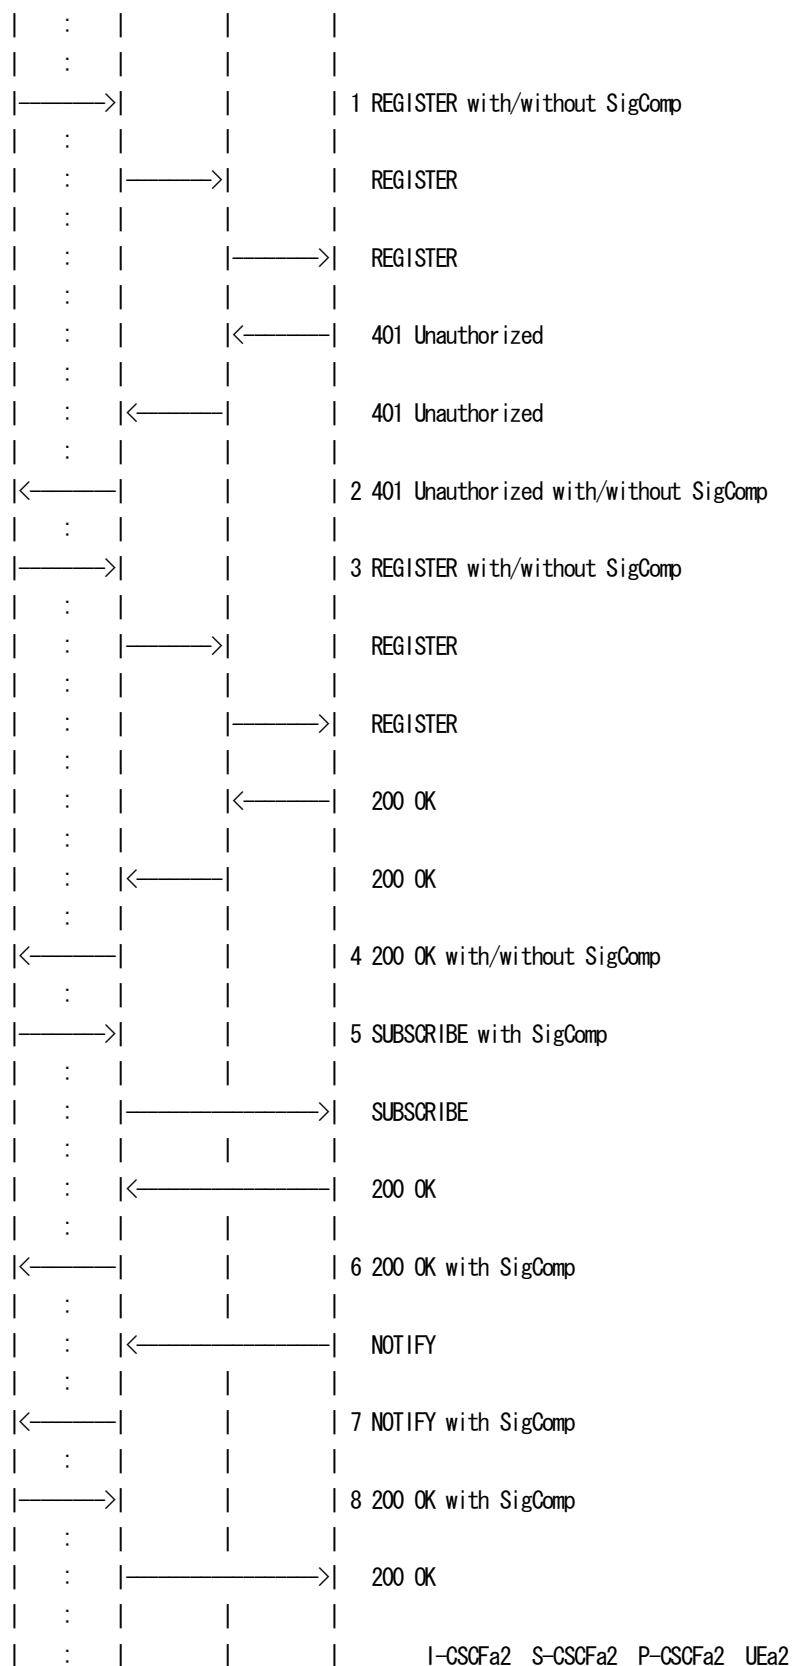 | : | | |
| : | | |
|------->| | | 1 REGISTER with/without SigComp
| : | | |
| : |------->| | REGISTER
| : | | |
| : | |------->| REGISTER
| : | | |
| : | |<-------| 401 Unauthorized
| : | | |
| : |<-------| | 401 Unauthorized
| : | | |
|<-------| | | 2 401 Unauthorized with/without SigComp
| : | | |
|------->| | | 3 REGISTER with/without SigComp
| : | | |
| : |------->| | REGISTER
| : | | |
| : | |------->| REGISTER
| : | | |
| : | |<-------| 200 OK
| : | | |
| : |<-------| | 200 OK
| : | | |
|<-------| | | 4 200 OK with/without SigComp
| : | | |
|------->| | | 5 SUBSCRIBE with SigComp
| : | | |
| : |---------------->| SUBSCRIBE
| : | | |
| : |<----------------| 200 OK
| : | | |
|<-------| | | 6 200 OK with SigComp
| : | | |
| : |<----------------| NOTIFY
| : | | |
|<-------| | | 7 NOTIFY with SigComp
| : | | |
|------->| | | 8 200 OK with SigComp
| : | | |
| : |---------------->| 200 OK
| : | | |
| : | | | I-CSCFa2 S-CSCFa2 P-CSCFa2 UEa2